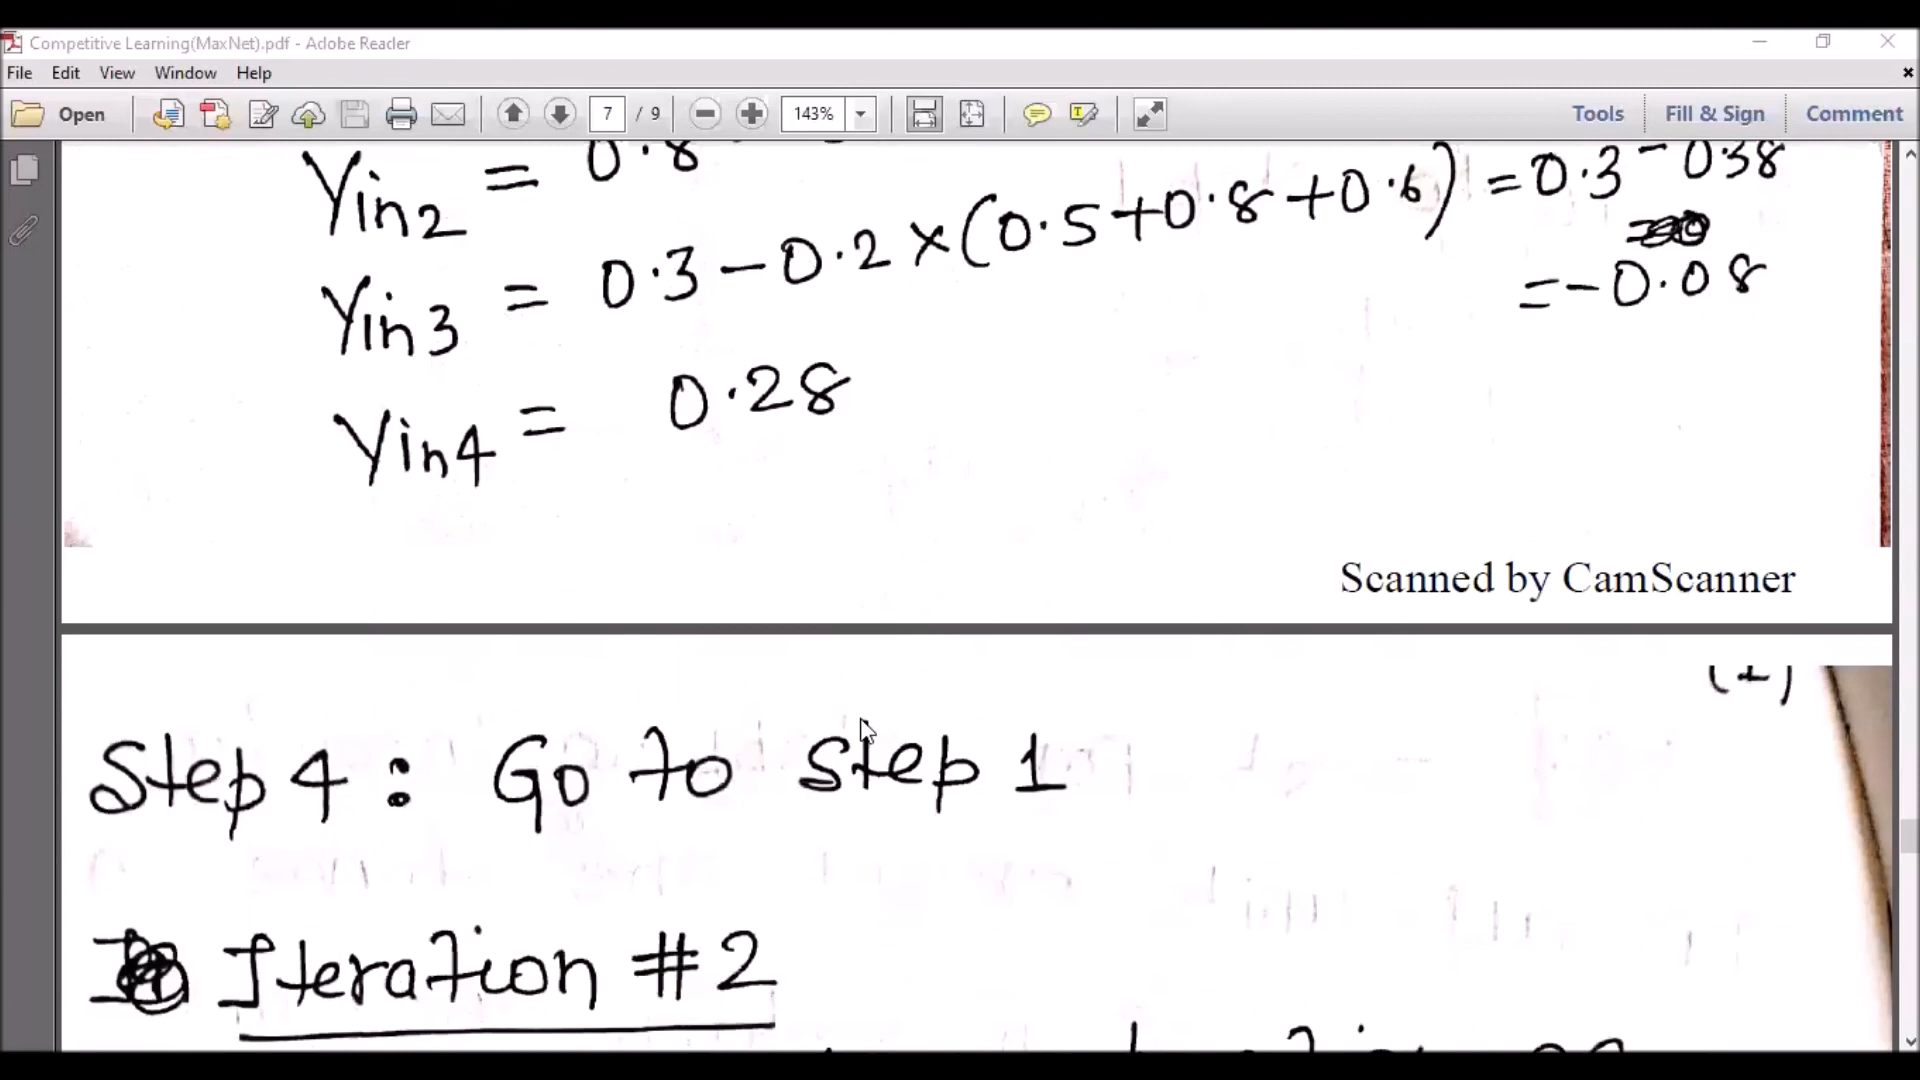 Competitive Learning(MaxNet).pdf - Adobe Reader
File Edit View Window Help
Open 7 / 9 143% Tools Fill & Sign Comment
Yin2 = 0.8
Yin3 = 0.3 - 0.2 × (0.5 + 0.8 + 0.6) = 0.3 - 0.38
= - 0.08
Yin4 = 0.28
Scanned by CamScanner
Step 4 : Go to Step 1
Iteration #2